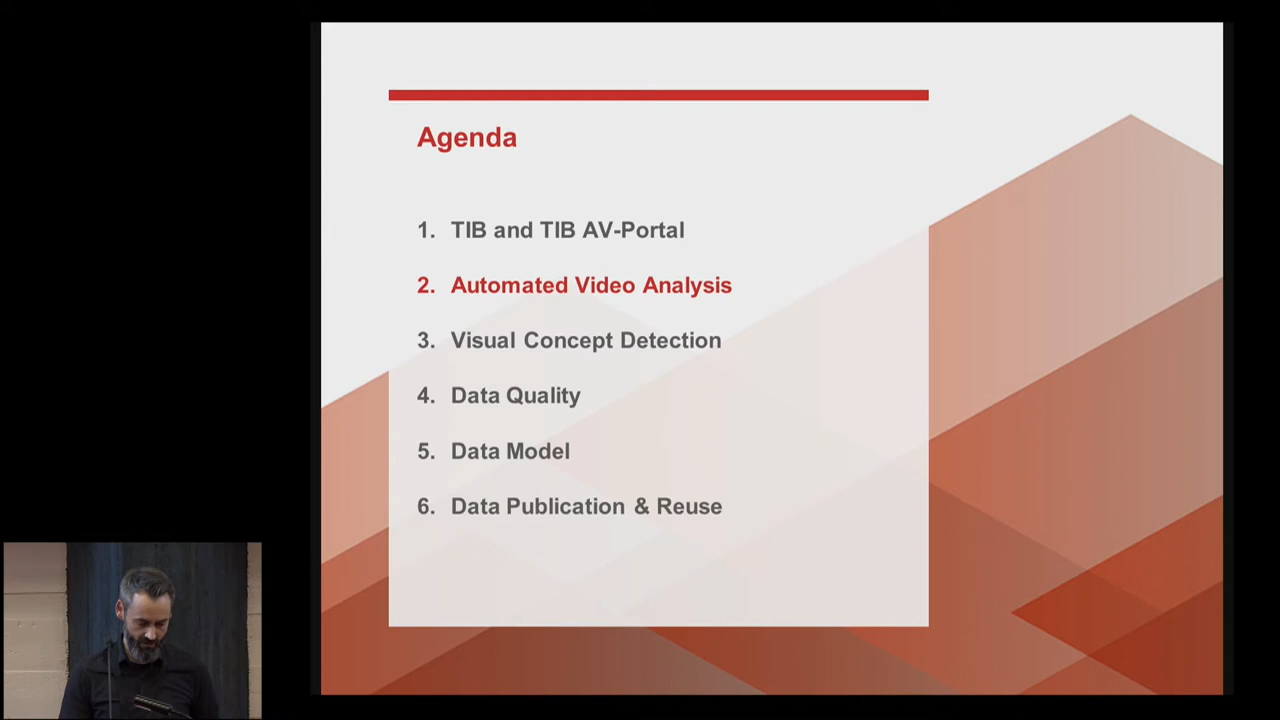 Agenda
1. TIB and TIB AV-Portal
2. Automated Video Analysis
3. Visual Concept Detection
4. Data Quality
5. Data Model
6. Data Publication & Reuse